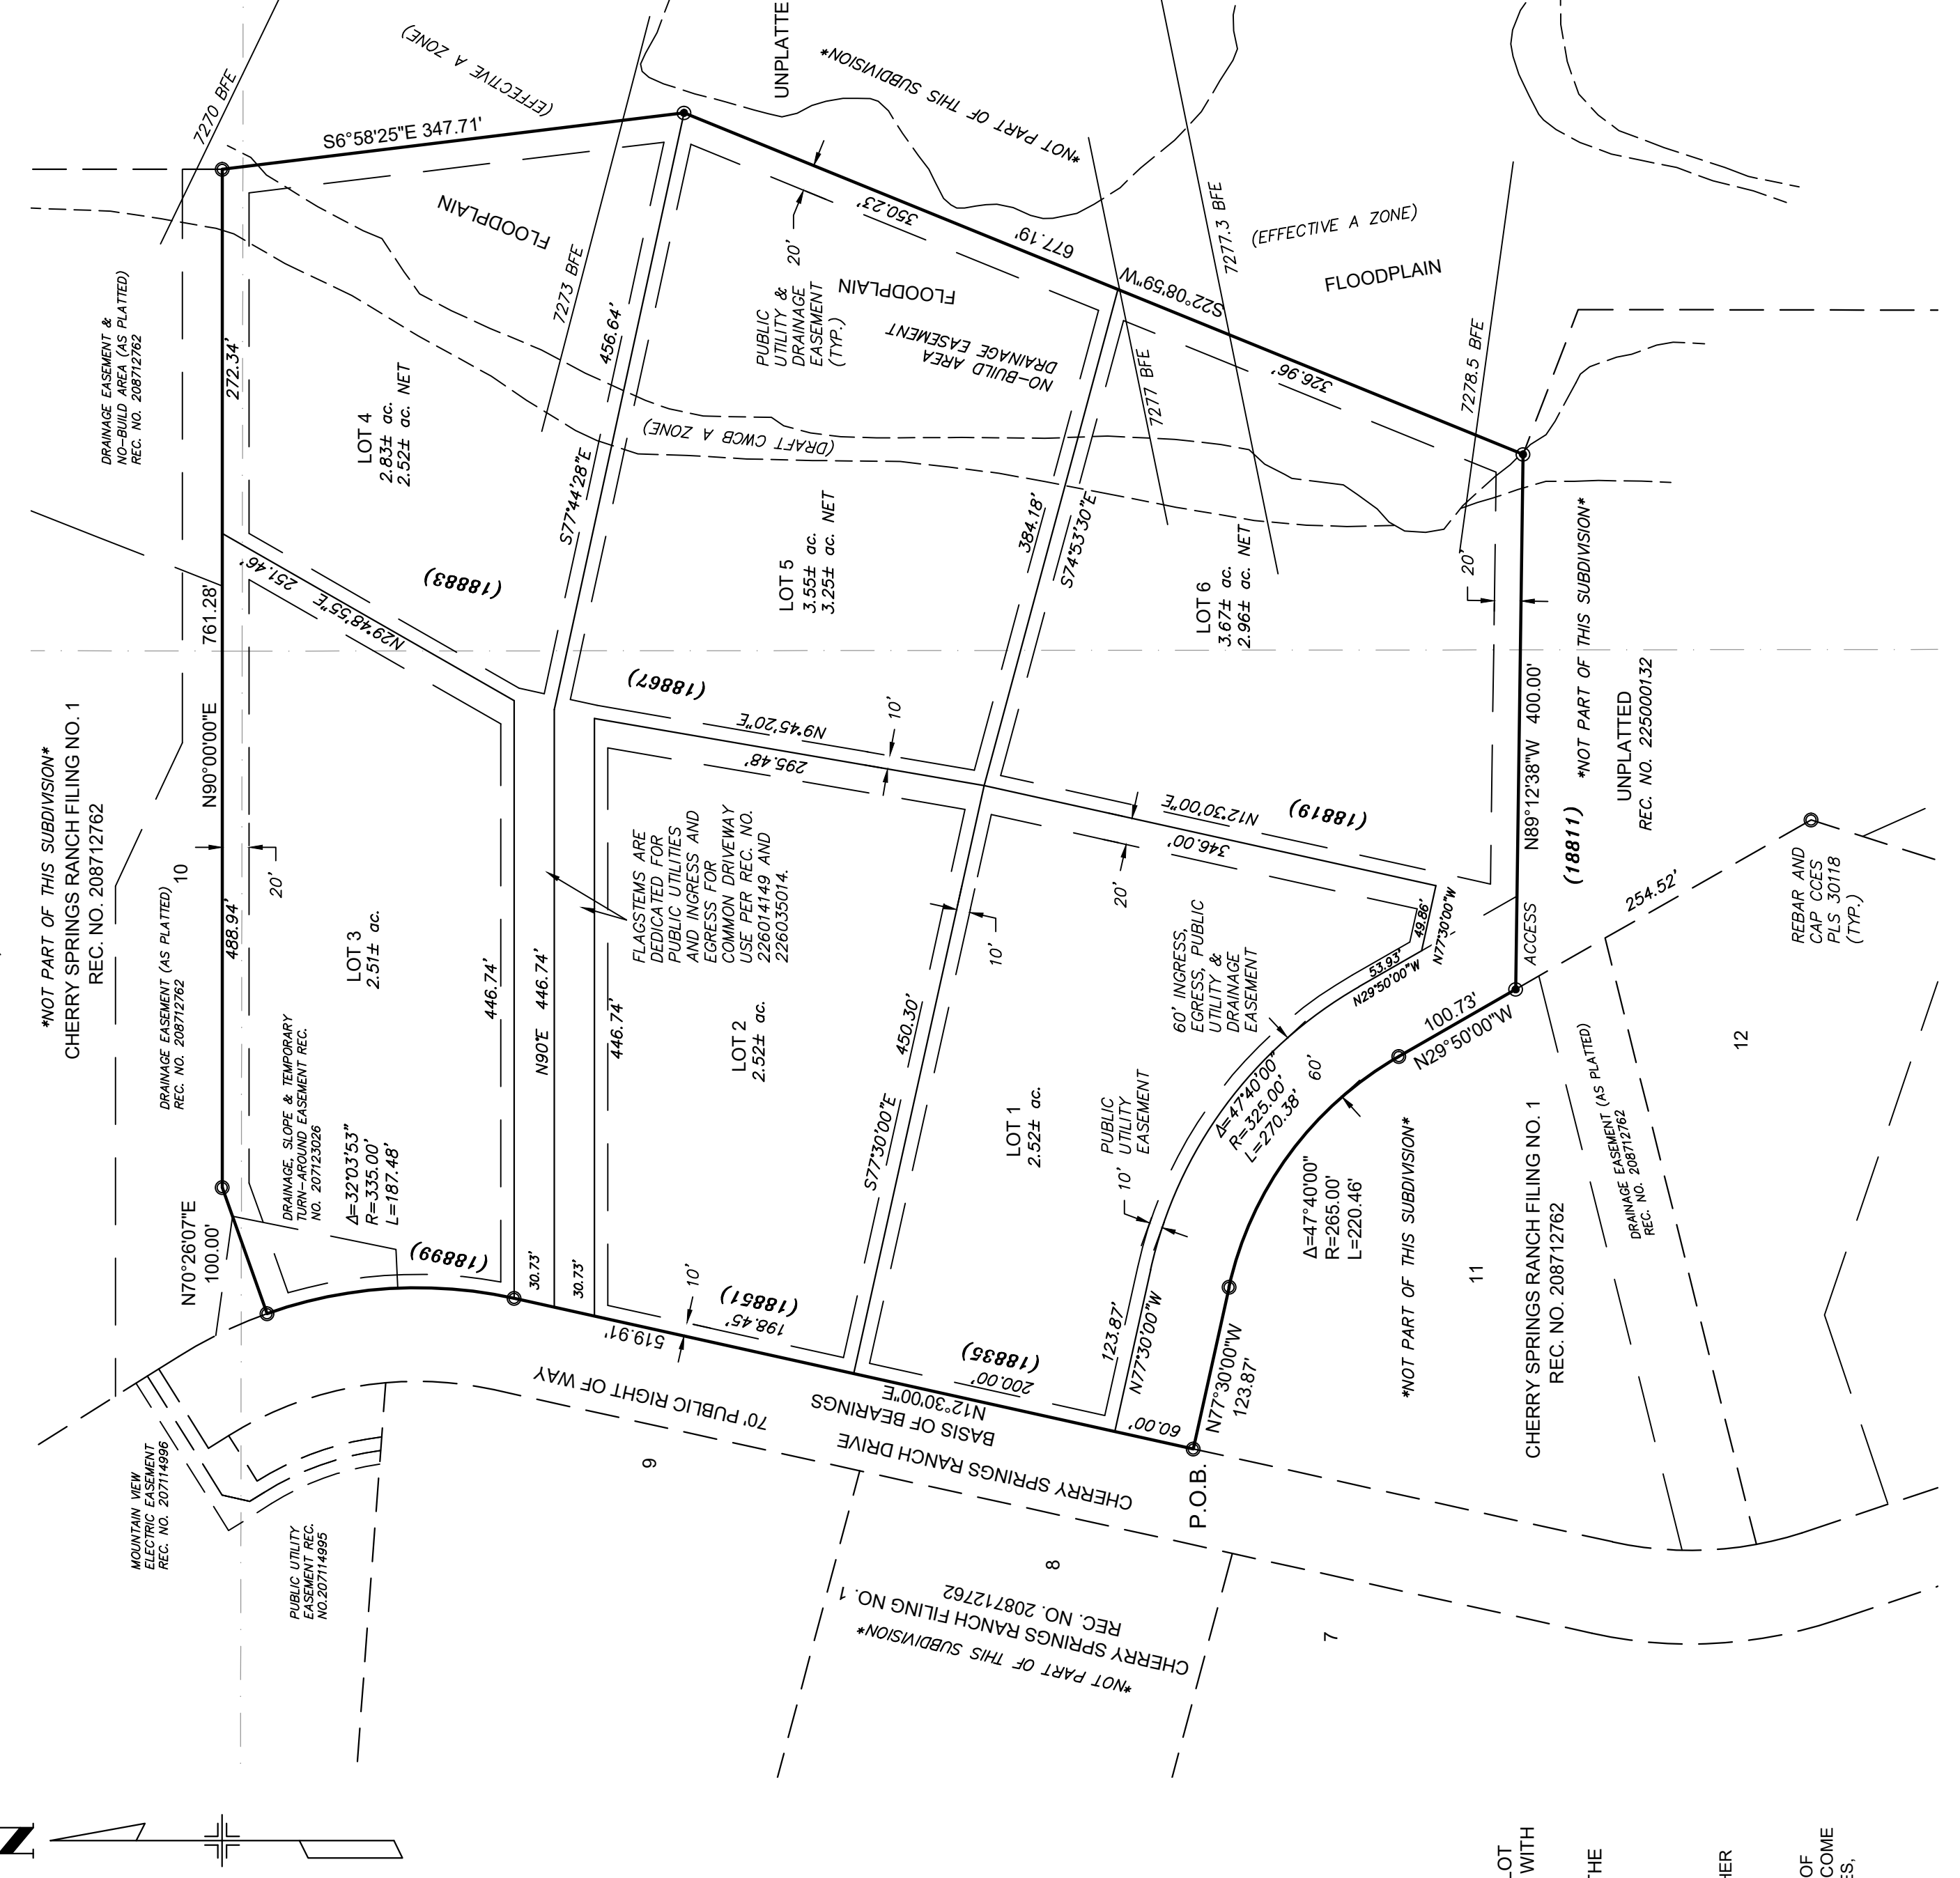 N
*NOT PART OF THIS SUBDIVISION*
CHERRY SPRINGS RANCH FILING NO. 1
REC. NO. 208712762
DRAINAGE EASEMENT &
NO-BUILD AREA (AS PLATTED)
REC. NO. 208712762
DRAINAGE EASEMENT (AS PLATTED)
REC. NO. 208712762
10
7270 BFE
S6°58'25"E 347.71'
(EFFECTIVE A ZONE)
UNPLATTE
*NOT PART OF THIS SUBDIVISION*
N90°00'00"E
761.28'
272.34'
488.94'
20'
N70°26'07"E
100.00'
FLOODPLAIN
7273 BFE
LOT 4
2.83± ac.
2.52± ac. NET
(18883)
N29°48'55"E
251.46'
456.64'
S77°44'28"E
LOT 3
2.51± ac.
DRAINAGE, SLOPE & TEMPORARY
TURN-AROUND EASEMENT REC.
NO. 207123026
Δ=32°03'53"
R=335.00'
L=187.48'
(18899)
446.74'
N90°E 446.74'
446.74'
30.73'
30.73'
MOUNTAIN VIEW
ELECTRIC EASEMENT
REC. NO. 207114996
PUBLIC UTILITY
EASEMENT REC.
NO.207114995
PUBLIC
UTILITY &
DRAINAGE
EASEMENT
(TYP.)
20'
350.23'
677.19'
S22°08'59"W
FLOODPLAIN
NO-BUILD AREA
DRAINAGE EASEMENT
(DRAFT CWCB A ZONE)
LOT 5
3.55± ac.
3.25± ac. NET
(18867)
N9°45'20"E
295.48'
10'
384.18'
S74°53'30"E
FLAGSTEMS ARE
DEDICATED FOR
PUBLIC UTILITIES
AND INGRESS AND
EGRESS FOR
COMMON DRIVEWAY
USE PER REC. NO.
226014149 AND
226035014.
LOT 2
2.52± ac.
(18851)
198.45'
10'
519.91'
450.30'
S77°30'00"E
10'
7277 BFE
7277.3 BFE
(EFFECTIVE A ZONE)
FLOODPLAIN
7278.5 BFE
326.96'
LOT 6
3.67± ac.
2.96± ac. NET
(18819)
N12°30'00"E
346.00'
20'
20'
LOT 1
2.52± ac.
(18835)
200.00'
N12°30'00"E
BASIS OF BEARINGS
70' PUBLIC RIGHT OF WAY
CHERRY SPRINGS RANCH DRIVE
60' INGRESS,
EGRESS, PUBLIC
UTILITY &
DRAINAGE
EASEMENT
PUBLIC
UTILITY
EASEMENT
10'
49.86'
N77°30'00"W
53.93'
N29°50'00"W
Δ=47°40'00"
R=325.00'
L=270.38'
60'
123.87'
N77°30'00"W
60.00'
P.O.B.
N77°30'00"W
123.87'
Δ=47°40'00"
R=265.00'
L=220.46'
N29°50'00"W
100.73'
N89°12'38"W 400.00'
ACCESS
(18811)
*NOT PART OF THIS SUBDIVISION*
UNPLATTED
REC. NO. 225000132
254.52'
REBAR AND
CAP CCES
PLS 30118
(TYP.)
12
DRAINAGE EASEMENT (AS PLATTED)
REC. NO. 208712762
*NOT PART OF THIS SUBDIVISION*
11
CHERRY SPRINGS RANCH FILING NO. 1
REC. NO. 208712762
9
8
7
REC. NO. 208712762
CHERRY SPRINGS RANCH FILING NO. 1
*NOT PART OF THIS SUBDIVISION*
LOT
WITH
THE
HER
OF
COME
ES,